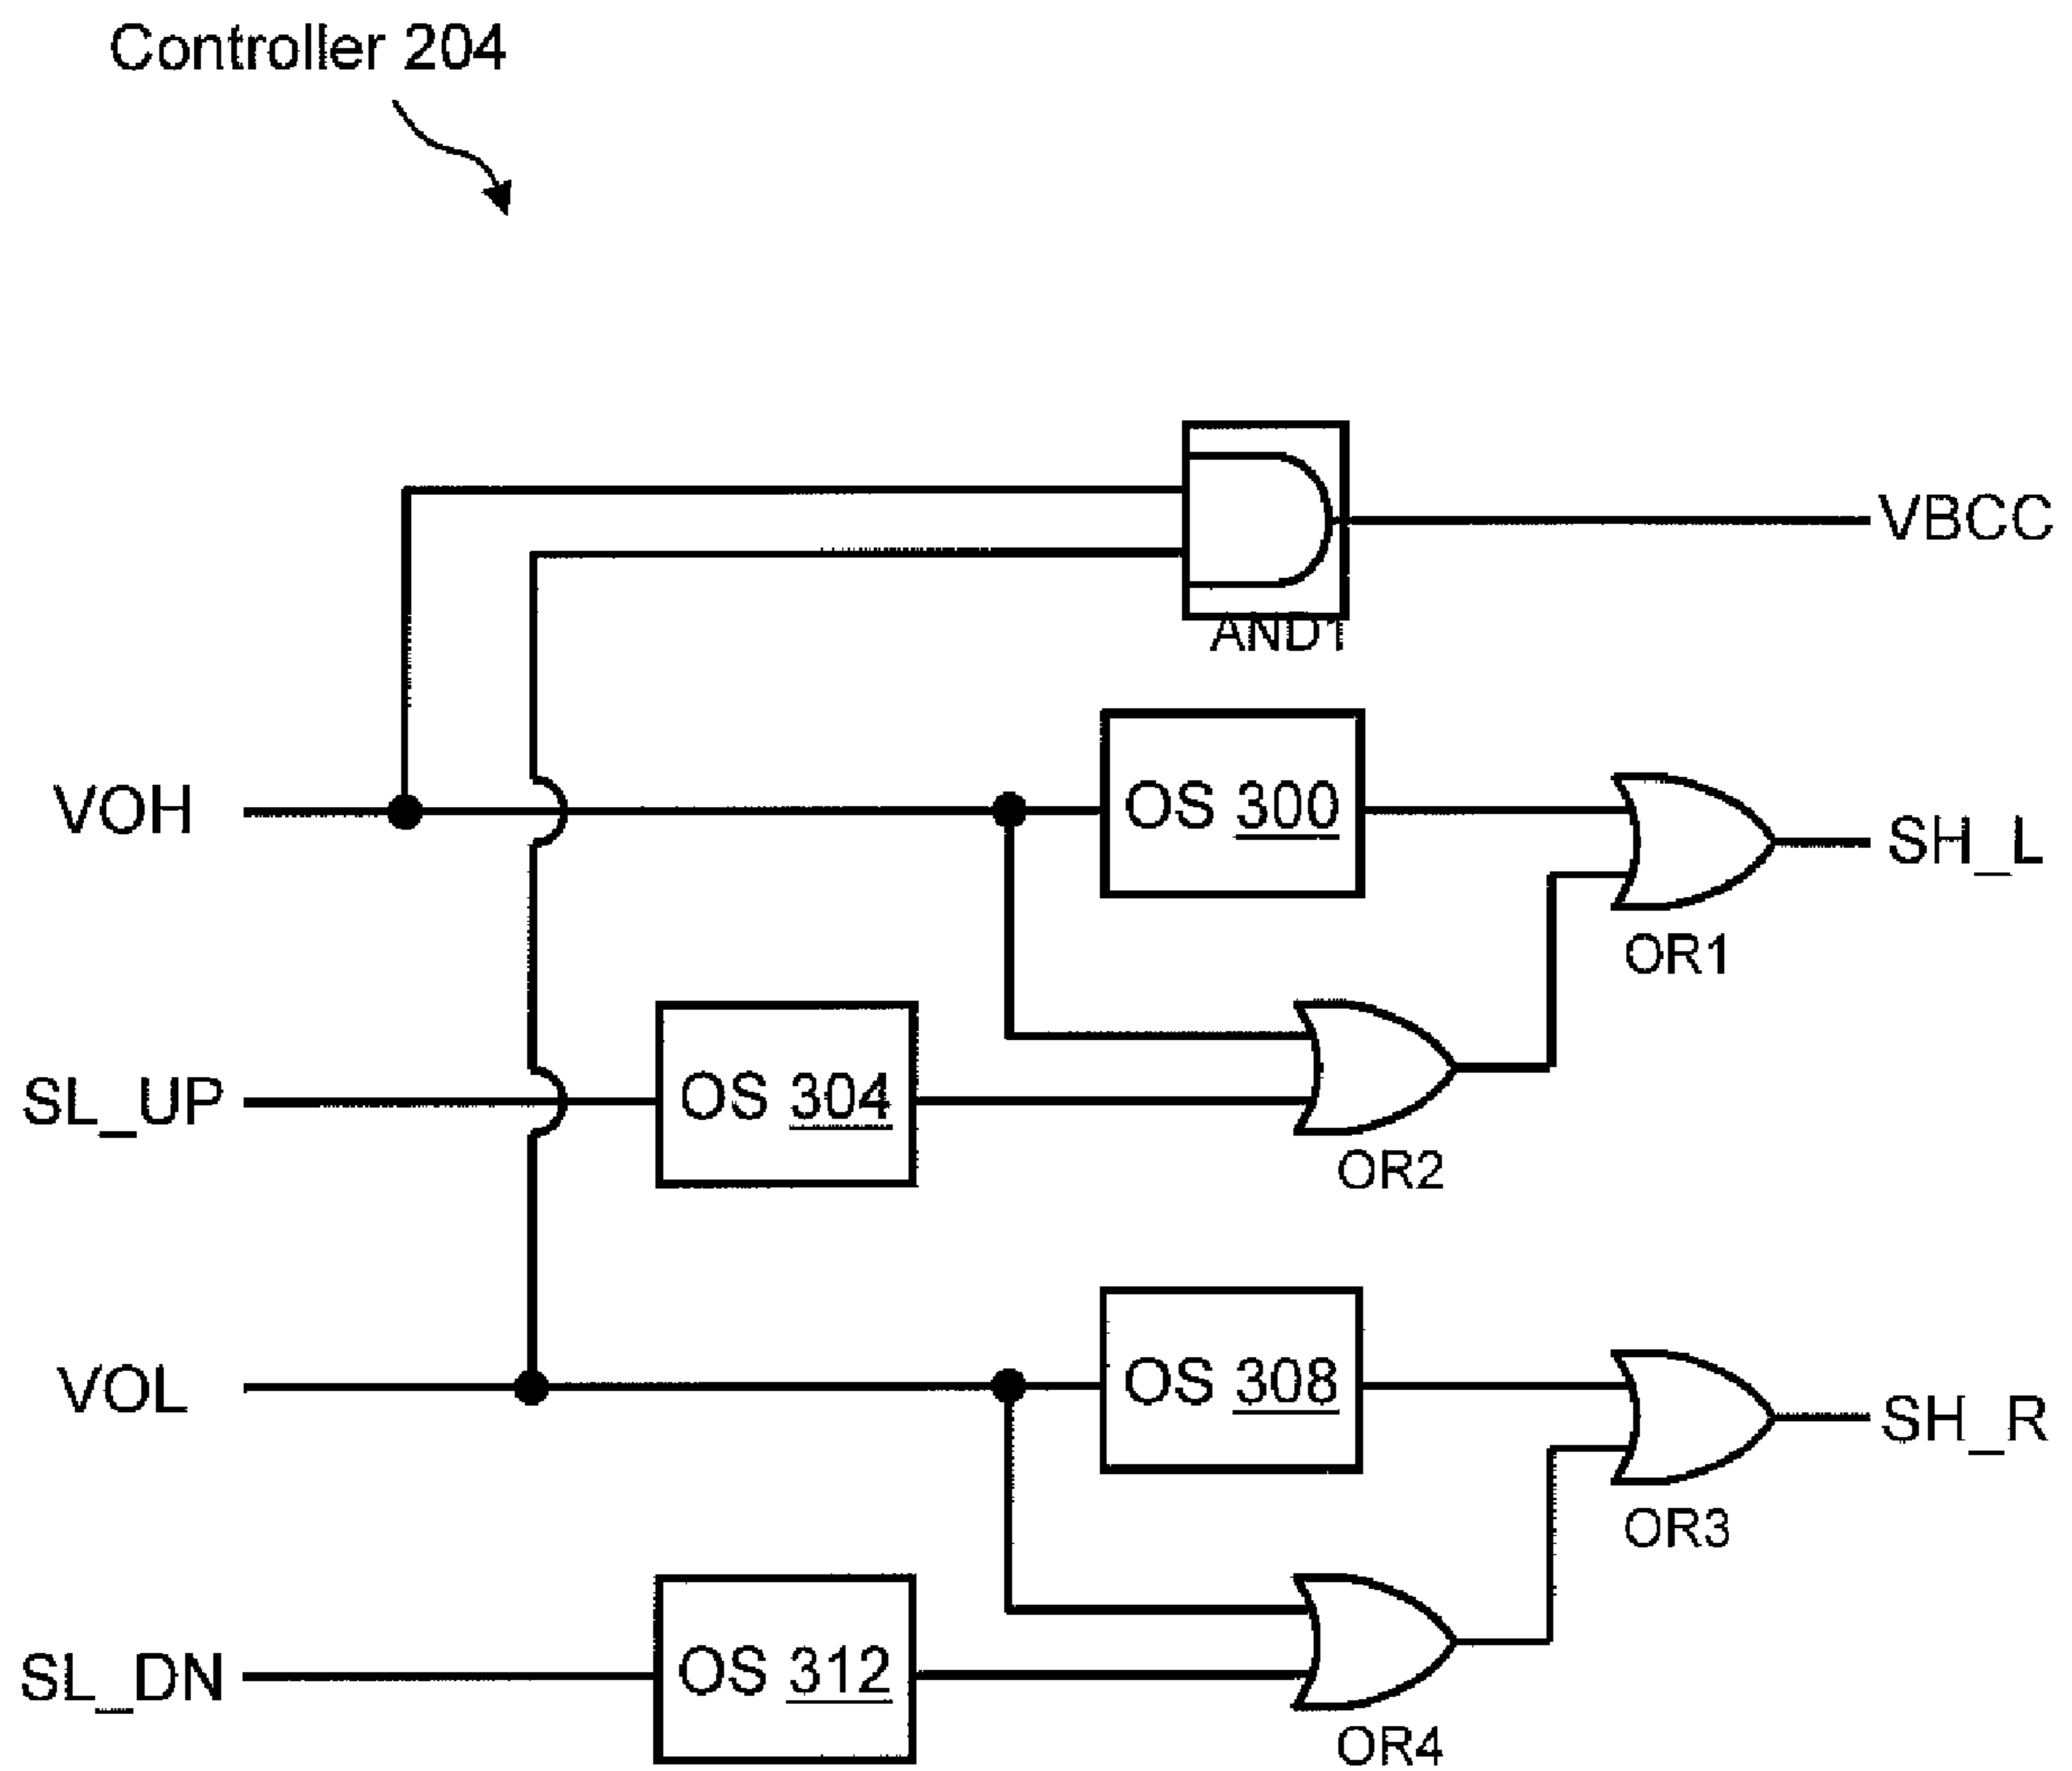 Controller 204
VBCC
AND1
VOH
OS 300
SH_L
OR1
SL_UP
OS 304
OR2
VOL
OS 308
SH_R
OR3
SL_DN
OS 312
OR4